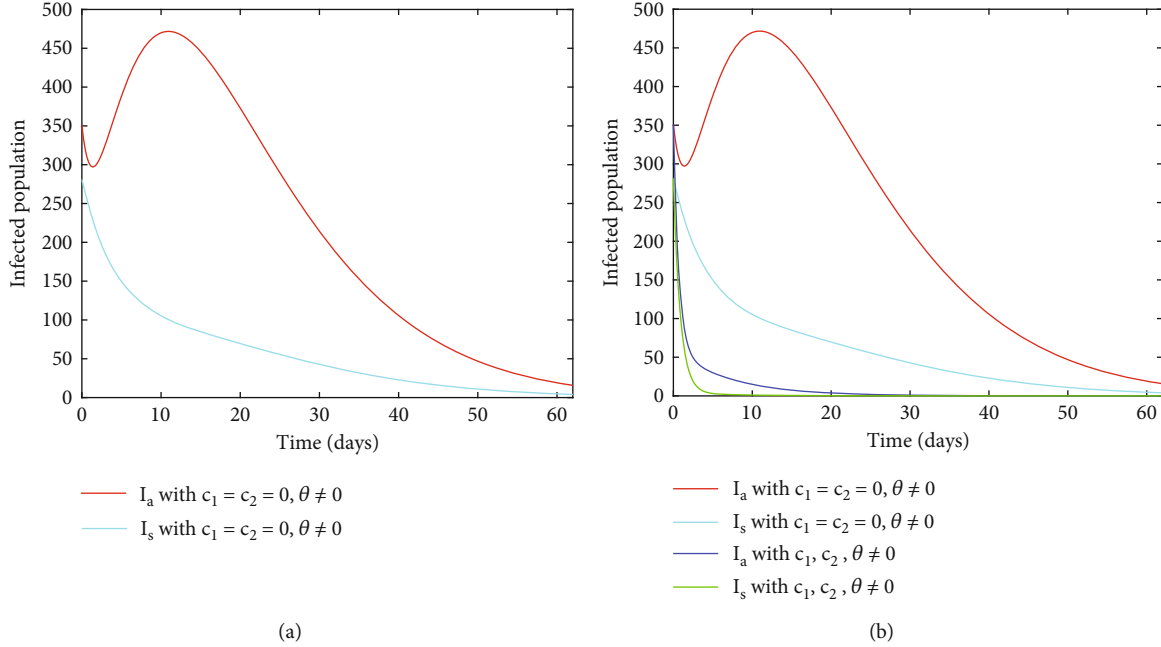 500
450
400
350
300
250
200
150
100
50
0
Infected population
0 10 20 30 40 50 60
Time (days)
I_a with c_1 = c_2 = 0, θ ≠ 0
I_s with c_1 = c_2 = 0, θ ≠ 0
(a)
500
450
400
350
300
250
200
150
100
50
0
Infected population
0 10 20 30 40 50 60
Time (days)
I_a with c_1 = c_2 = 0, θ ≠ 0
I_s with c_1 = c_2 = 0, θ ≠ 0
I_a with c_1, c_2 , θ ≠ 0
I_s with c_1, c_2 , θ ≠ 0
(b)